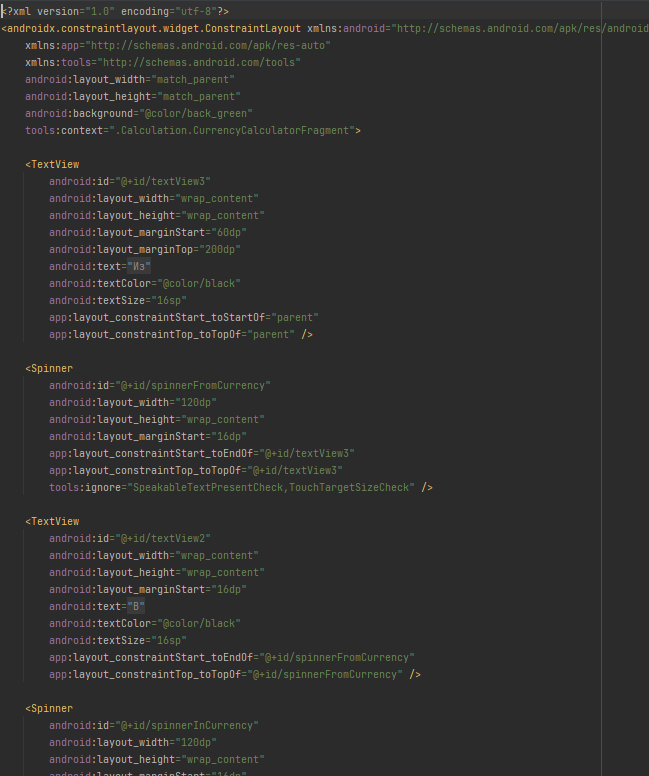 <?xml version="1.0" encoding="utf-8"?>
<androidx.constraintlayout.widget.ConstraintLayout xmlns:android="http://schemas.android.com/apk/res/android
xmlns:app="http://schemas.android.com/apk/res-auto"
xmlns:tools="http://schemas.android.com/tools"
android:layout_width="match_parent"
android:layout_height="match_parent"
android:background="@color/back_green"
tools:context=".Calculation.CurrencyCalculatorFragment">
<TextView
android:id="@+id/textView3"
android:layout_width="wrap_content"
android:layout_height="wrap_content"
android:layout_marginStart="60dp"
android:layout_marginTop="200dp"
android:text="Из"
android:textColor="@color/black"
android:textSize="16sp"
app:layout_constraintStart_toStartOf="parent"
app:layout_constraintTop_toTopOf="parent" />
<Spinner
android:id="@+id/spinnerFromCurrency"
android:layout_width="120dp"
android:layout_height="wrap_content"
android:layout_marginStart="16dp"
app:layout_constraintStart_toEndOf="@+id/textView3"
app:layout_constraintTop_toTopOf="@+id/textView3"
tools:ignore="SpeakableTextPresentCheck,TouchTargetSizeCheck" />
<TextView
android:id="@+id/textView2"
android:layout_width="wrap_content"
android:layout_height="wrap_content"
android:layout_marginStart="16dp"
android:text="В"
android:textColor="@color/black"
android:textSize="16sp"
app:layout_constraintStart_toEndOf="@+id/spinnerFromCurrency"
app:layout_constraintTop_toTopOf="@+id/spinnerFromCurrency" />
<Spinner
android:id="@+id/spinnerInCurrency"
android:layout_width="120dp"
android:layout_height="wrap_content"
android:layout_marginStart="16dp"